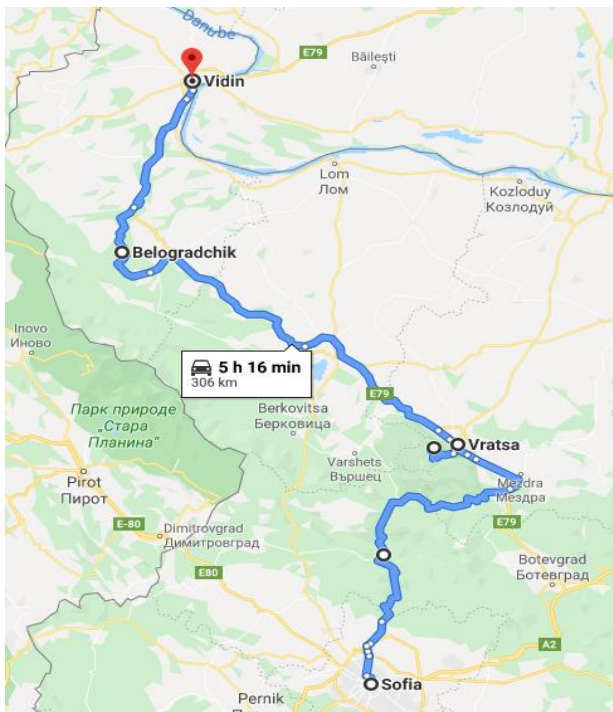 Danube
E79
Băilești
Vidin
Lom
Лом
Kozloduy
Козлодуй
Belogradchik
Inovo
Иново
5 h 16 min
306 km
E79
Парк природе
„Стара
Планина“
Berkovitsa
Берковица
Vratsa
Varshets
Вършец
Mezdra
Мездра
Pirot
Пирот
E-80
Dimitrovgrad
Димитровград
E79
E80
Botevgrad
Ботевград
A2
Sofia
Pernik